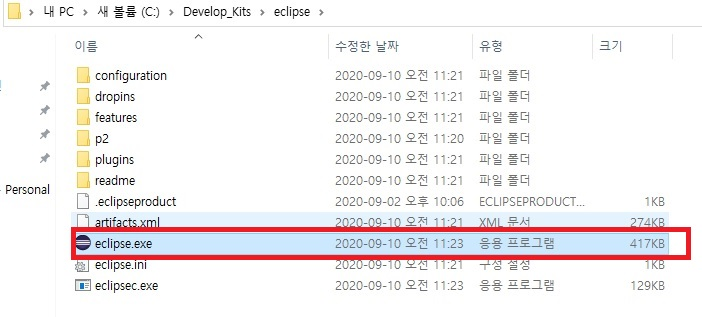 내 PC > 새 볼륨 (C:) > Develop_Kits > eclipse >
이름 수정한 날짜 유형 크기
configuration 2020-09-10 오전 11:21 파일 폴더
dropins 2020-09-10 오전 11:21 파일 폴더
features 2020-09-10 오전 11:21 파일 폴더
p2 2020-09-10 오전 11:20 파일 폴더
plugins 2020-09-10 오전 11:21 파일 폴더
readme 2020-09-10 오전 11:21 파일 폴더
Personal
.eclipseproduct 2020-09-02 오후 10:06 ECLIPSEPRODUCT... 1KB
artifacts.xml 2020-09-10 오전 11:21 XML 문서 274KB
eclipse.exe 2020-09-10 오전 11:23 응용 프로그램 417KB
eclipse.ini 2020-09-10 오전 11:21 구성 설정 1KB
eclipsec.exe 2020-09-10 오전 11:23 응용 프로그램 129KB